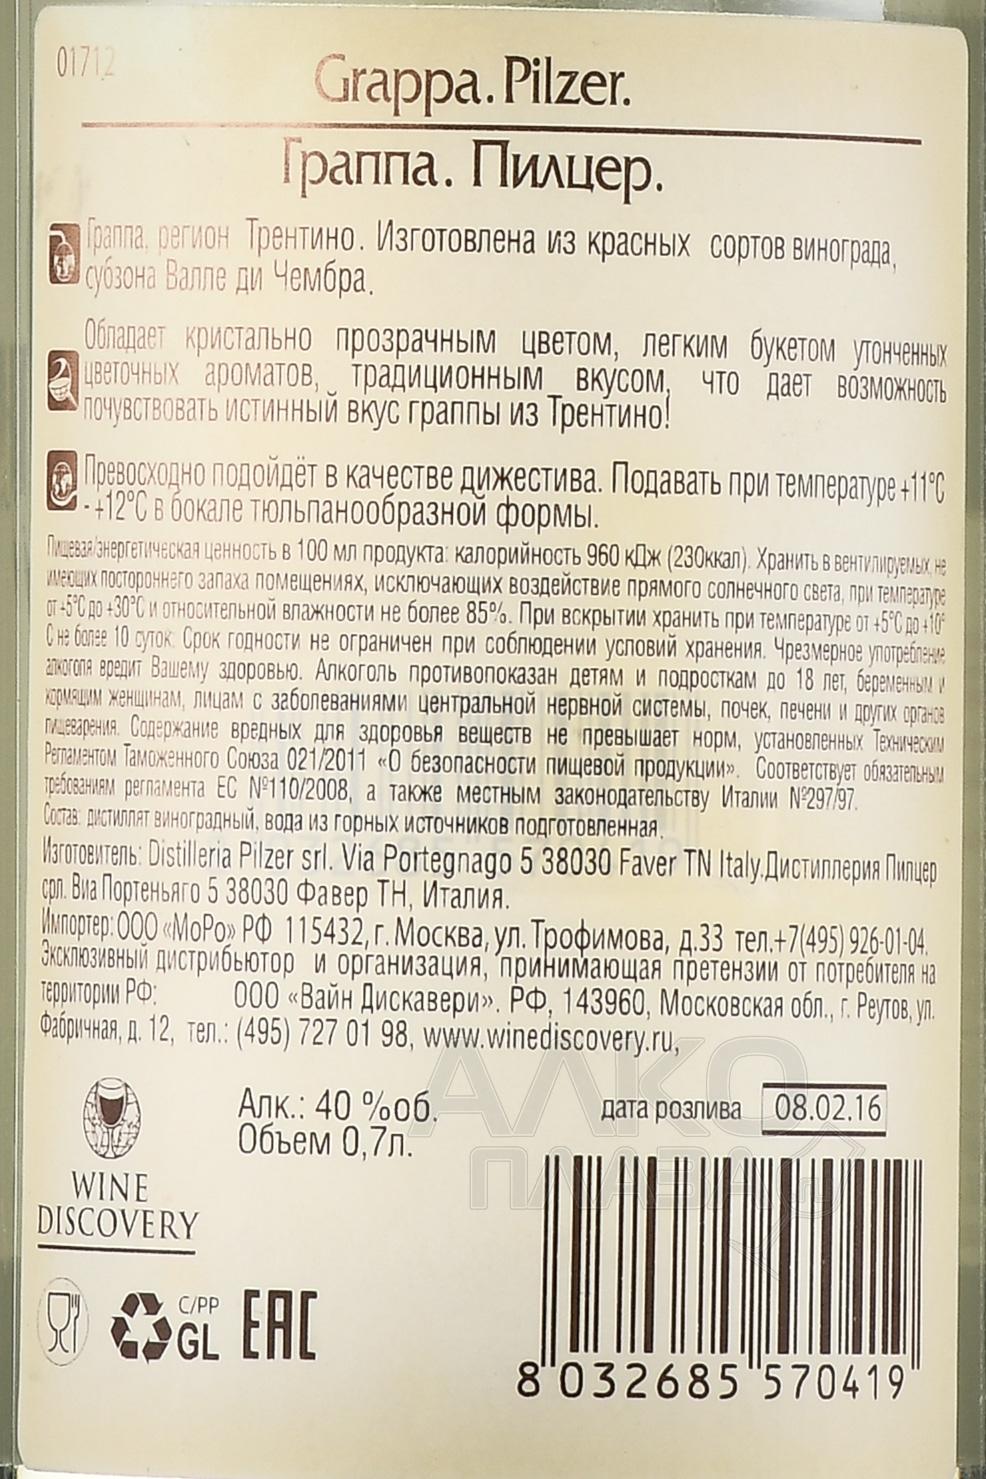 01712
Grappa. Pilzer.
Граппа. Пилцер.
Граппа, регион Трентино. Изготовлена из красных сортов винограда,
субзона Валле ди Чембра.
Обладает кристально прозрачным цветом, легким букетом утонченных
цветочных ароматов, традиционным вкусом, что дает возможность
почувствовать истинный вкус граппы из Трентино!
Превосходно подойдёт в качестве дижестива. Подавать при температуре +11°С
- +12°С в бокале тюльпанообразной формы.
Пищевая/энергетическая ценность в 100 мл продукта: калорийность 960 кДж (230ккал). Хранить в вентилируемых, не
имеющих постороннего запаха помещениях, исключающих воздействие прямого солнечного света, при температуре
от +5°С до +30°С и относительной влажности не более 85%. При вскрытии хранить при температуре от +5°С до +10°
С не более 10 суток. Срок годности не ограничен при соблюдении условий хранения. Чрезмерное употребление
алкоголя вредит Вашему здоровью. Алкоголь противопоказан детям и подросткам до 18 лет, беременным и
кормящим женщинам, лицам с заболеваниями центральной нервной системы, почек, печени и других органов
пищеварения. Содержание вредных для здоровья веществ не превышает норм, установленных Техническим
Регламентом Таможенного Союза 021/2011 «О безопасности пищевой продукции». Соответствует обязательным
требованиям регламента ЕС №110/2008, а также местным законодательству Италии №297/97.
Состав: дистиллят виноградный, вода из горных источников подготовленная.
Изготовитель: Distilleria Pilzer srl. Via Portegnago 5 38030 Faver TN Italy.Дистиллерия Пилцер
срл. Виа Портеньяго 5 38030 Фавер ТН, Италия.
Импортер: ООО «МоРо» РФ 115432, г. Москва, ул. Трофимова, д.33 тел.+7(495) 926-01-04.
Эксклюзивный дистрибьютор и организация, принимающая претензии от потребителя на
территории РФ: ООО «Вайн Дискавери». РФ, 143960, Московская обл., г. Реутов, ул.
Фабричная, д. 12, тел.: (495) 727 01 98, www.winediscovery.ru,
Алк.: 40 %об.
Объем 0,7л.
дата розлива 08.02.16
WINE
DISCOVERY
C/PP
GL
EAC
8 032685 570419
АЛКО
ПЛАВА